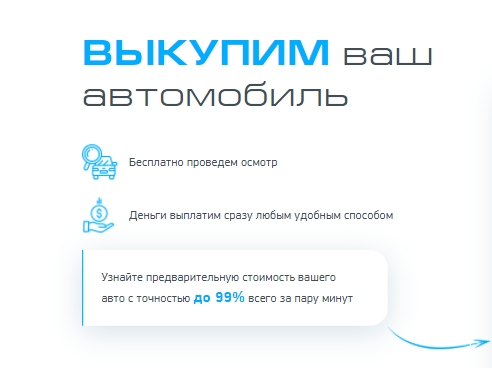 ВЫКУПИМ ваш
автомобиль
Бесплатно проведем осмотр
Деньги выплатим сразу любым удобным способом
Узнайте предварительную стоимость вашего
авто с точностью до 99% всего за пару минут